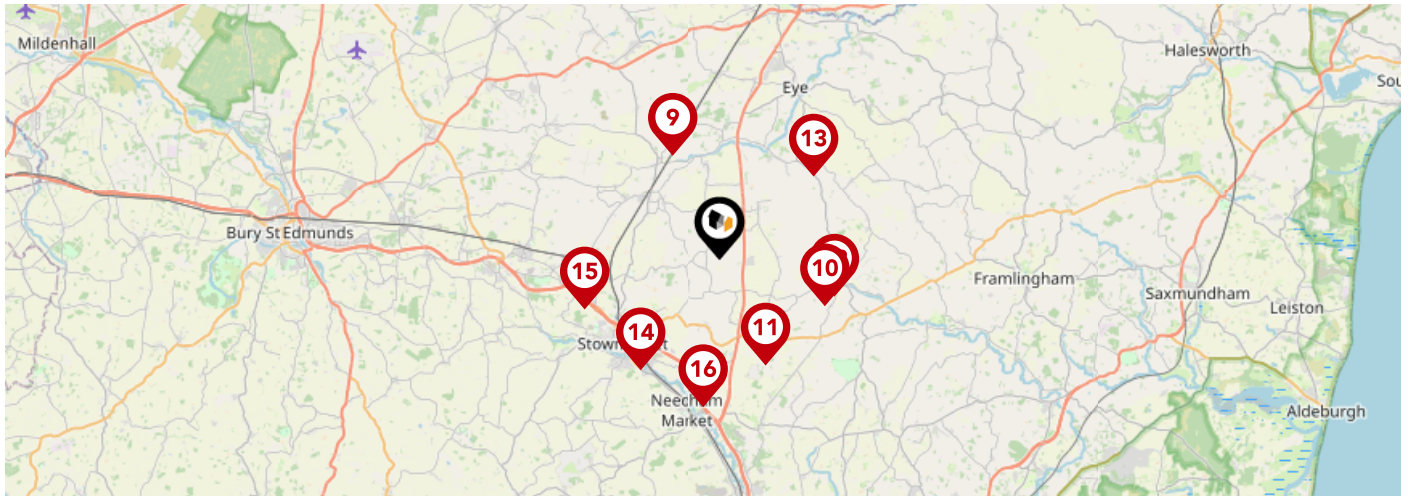 Mildenhall
Halesworth
Sou
Eye
9
13
Bury St Edmunds
15
10
Framlingham
Saxmundham
Leiston
11
14
16
Needham
Market
Aldeburgh